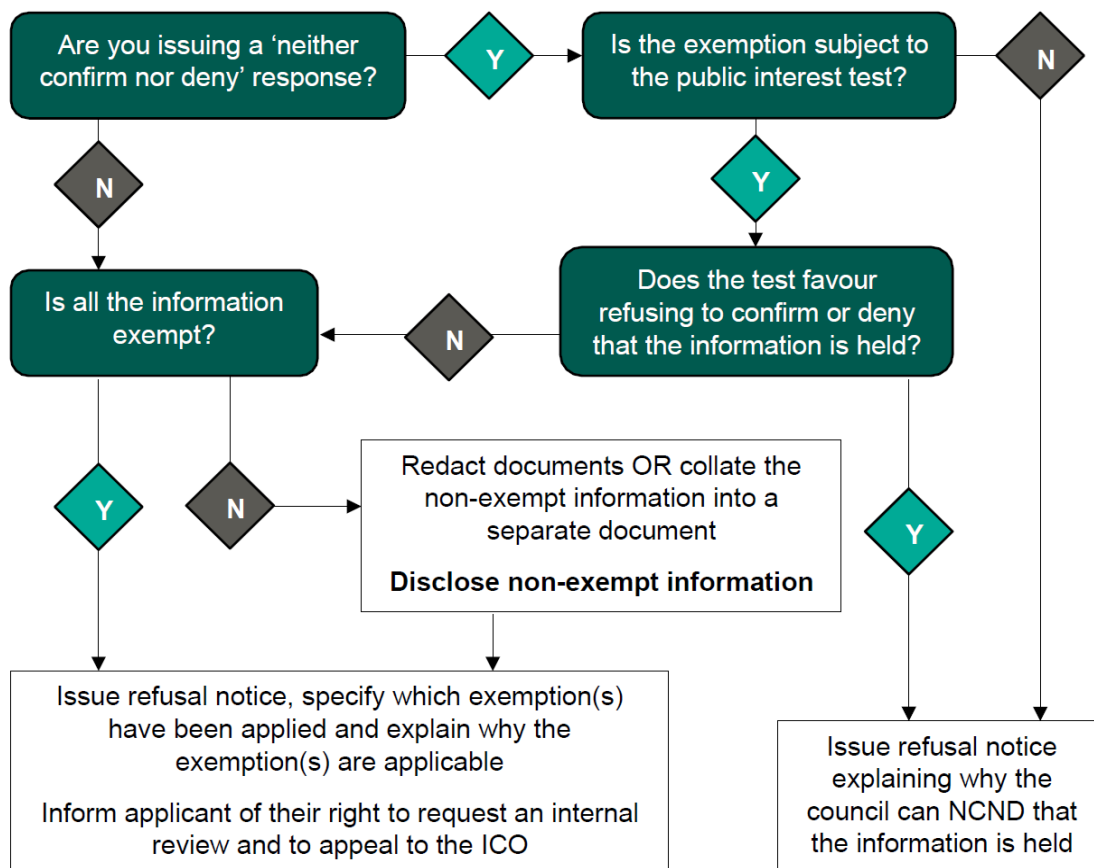 Are you issuing a ‘neither
confirm nor deny’ response?
Y
Is the exemption subject to
the public interest test?
N
N
Y
Is all the information
exempt?
N
Does the test favour
refusing to confirm or deny
that the information is held?
Y
N
Redact documents OR collate the
non-exempt information into a
separate document
Disclose non-exempt information
Y
Issue refusal notice, specify which exemption(s)
have been applied and explain why the
exemption(s) are applicable
Inform applicant of their right to request an internal
review and to appeal to the ICO
Issue refusal notice
explaining why the
council can NCND that
the information is held